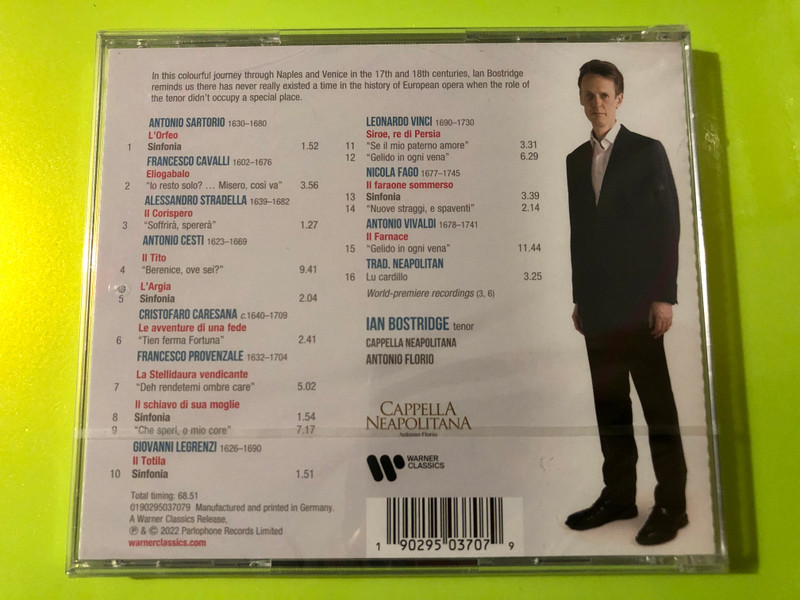 In this colourful journey through Naples and Venice in the 17th and 18th centuries, Ian Bostridge
reminds us there has never really existed a time in the history of European opera when the role of
the tenor didn't occupy a special place.
ANTONIO SARTORIO 1630–1680
L'Orfeo
1 Sinfonia 1.52
FRANCESCO CAVALLI 1602–1676
Eliogabalo
2 "Io resto solo? … Misero, così va" 3.56
ALESSANDRO STRADELLA 1639–1682
Il Corispero
3 "Soffrirà, spererà" 1.27
ANTONIO CESTI 1623–1669
Il Tito
4 "Berenice, ove sei?" 9.41
L'Argia
5 Sinfonia 2.04
CRISTOFARO CARESANA c.1640–1709
Le avventure di una fede
6 "Tien ferma Fortuna" 2.41
FRANCESCO PROVENZALE 1632–1704
La Stellidaura vendicante
7 "Deh rendetemi ombre care" 5.02
Il schiavo di sua moglie
8 Sinfonia 1.54
9 "Che speri, o mio core" 7.17
GIOVANNI LEGRENZI 1626–1690
Il Totila
10 Sinfonia 1.51
LEONARDO VINCI 1690–1730
Siroe, re di Persia
11 "Se il mio paterno amore" 3.31
12 "Gelido in ogni vena" 6.29
NICOLA FAGO 1677–1745
Il faraone sommerso
13 Sinfonia 3.39
14 "Nuove straggi, e spaventi" 2.14
ANTONIO VIVALDI 1678–1741
Il Farnace
15 "Gelido in ogni vena" 11.44
TRAD. NEAPOLITAN
16 Lu cardillo 3.25
World-premiere recordings (3, 6)
IAN BOSTRIDGE tenor
CAPPELLA NEAPOLITANA
ANTONIO FLORIO
CAPPELLA
NEAPOLITANA
Antonio Florio
WARNER
CLASSICS
Total timing: 68.51
0190295037079 Manufactured and printed in Germany.
A Warner Classics Release,
℗ & © 2022 Parlophone Records Limited
warnerclassics.com
1 90295 03707 9